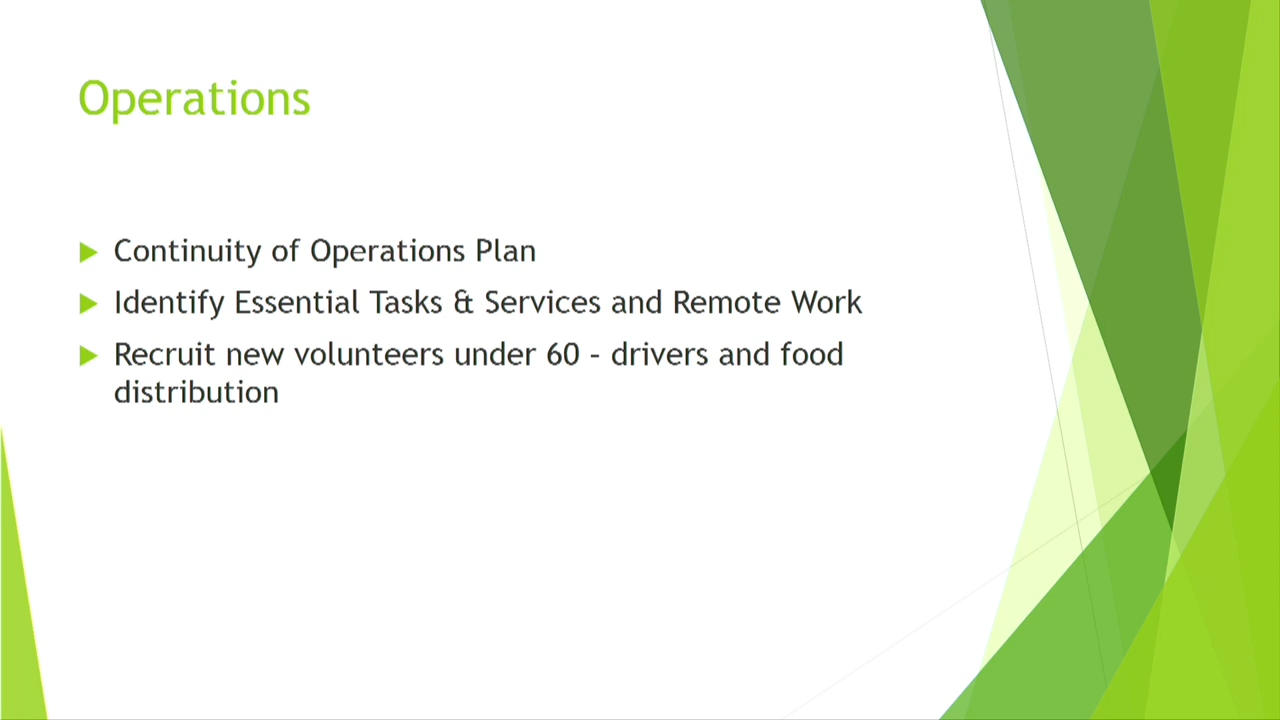 Operations
Continuity of Operations Plan
Identify Essential Tasks & Services and Remote Work
Recruit new volunteers under 60 – drivers and food
distribution